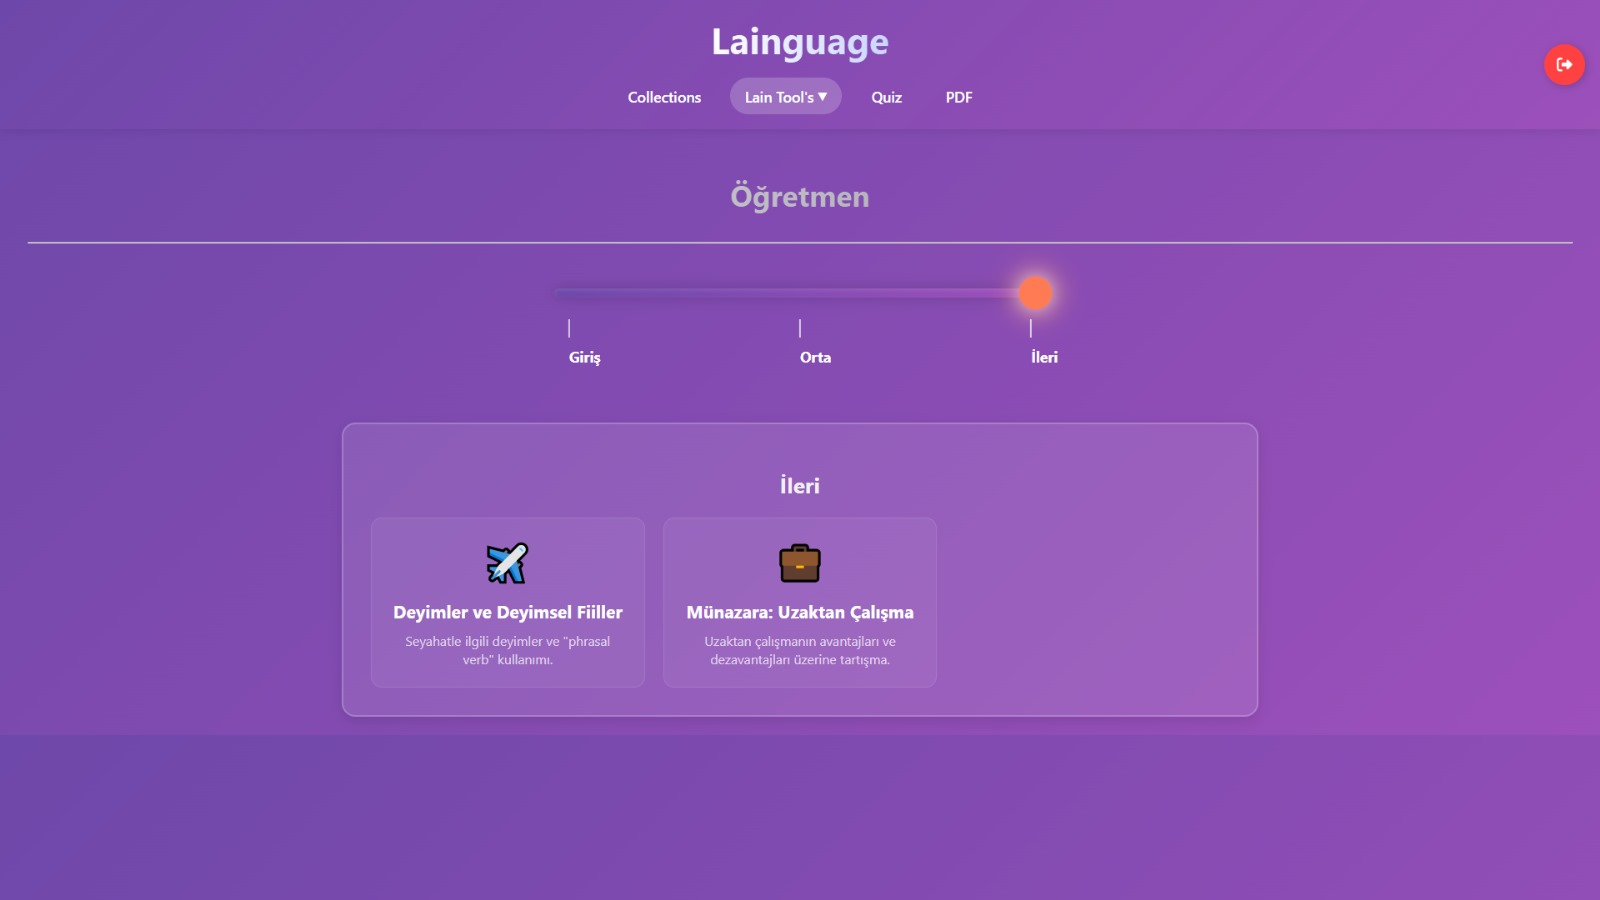 Lainguage
Collections
Lain Tool's ▼
Quiz
PDF
Öğretmen
Giriş
Orta
İleri
İleri
Deyimler ve Deyimsel Fiiller
Seyahatle ilgili deyimler ve "phrasal
verb" kullanımı.
Münazara: Uzaktan Çalışma
Uzaktan çalışmanın avantajları ve
dezavantajları üzerine tartışma.